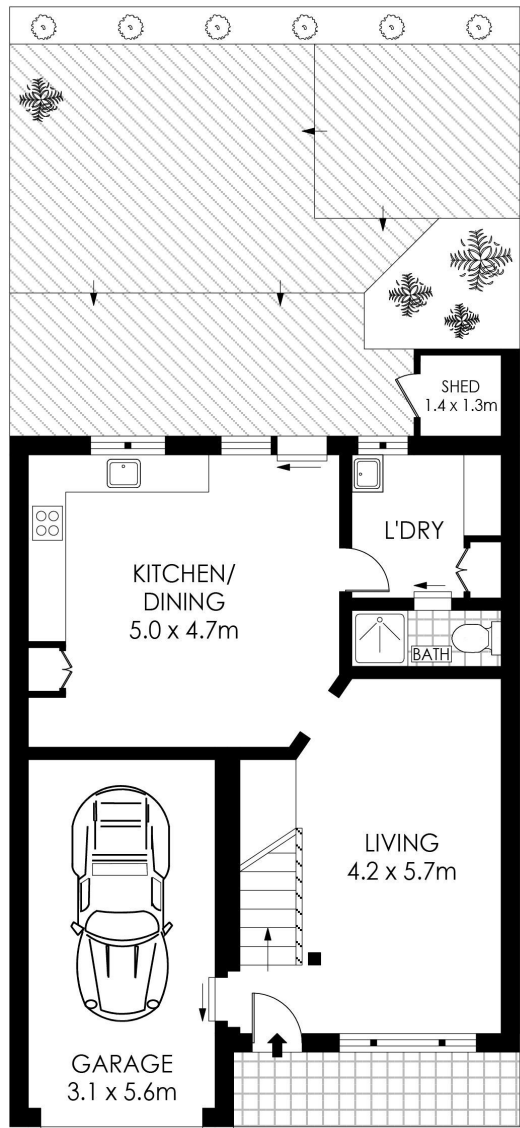 SHED
1.4 x 1.3m
L'DRY
KITCHEN/
DINING
5.0 x 4.7m
BATH
LIVING
4.2 x 5.7m
GARAGE
3.1 x 5.6m